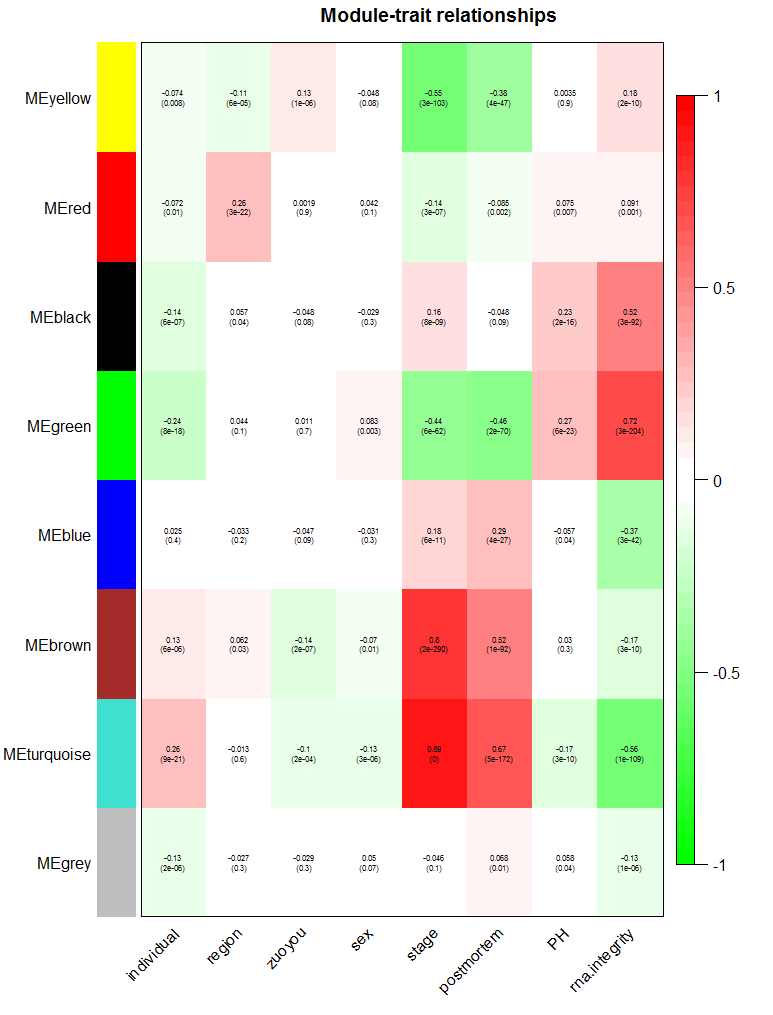 Module-trait relationships
MEyellow
-0.074 -0.11 0.13 -0.048 -0.55 -0.38 0.0035 0.18
(0.008) (6e-05) (1e-06) (0.08) (3e-103) (4e-47) (0.9) (2e-10)
MEred
-0.072 0.26 0.0019 0.042 -0.14 -0.085 0.075 0.091
(0.01) (3e-22) (0.9) (0.1) (3e-07) (0.002) (0.007) (0.001)
MEblack
-0.14 0.057 -0.048 -0.029 0.16 -0.048 0.23 0.52
(6e-07) (0.04) (0.08) (0.3) (8e-09) (0.09) (2e-16) (3e-92)
MEgreen
-0.24 0.044 0.011 0.083 -0.44 -0.46 0.27 0.72
(8e-18) (0.1) (0.7) (0.003) (6e-62) (2e-70) (6e-23) (3e-204)
MEblue
0.025 -0.033 -0.047 -0.031 0.18 0.29 -0.057 -0.37
(0.4) (0.2) (0.09) (0.3) (6e-11) (4e-27) (0.04) (3e-42)
MEbrown
0.13 0.062 -0.14 -0.07 0.8 0.52 0.03 -0.17
(6e-06) (0.03) (2e-07) (0.01) (2e-290) (1e-92) (0.3) (3e-10)
MEturquoise
0.26 -0.013 -0.1 -0.13 0.89 0.67 -0.17 -0.56
(9e-21) (0.6) (2e-04) (3e-06) (0) (5e-172) (3e-10) (1e-109)
MEgrey
-0.13 -0.027 -0.029 0.05 -0.046 0.068 0.058 -0.13
(2e-06) (0.3) (0.3) (0.07) (0.1) (0.01) (0.04) (1e-06)
individual
region
zuoyou
sex
stage
postmortem
PH
rna.integrity
1
0.5
0
-0.5
-1